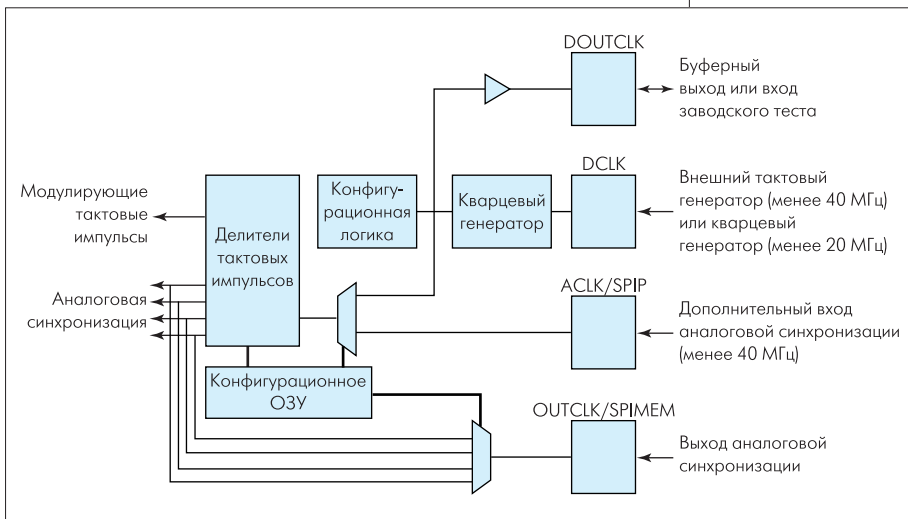 DOUTCLK
Буферный
выход или вход
заводского теста
DCLK
Внешний тактовый
генератор (менее 40 МГц)
или кварцевый
генератор (менее 20 МГц)
Модулирующие
тактовые
импульсы
Делители
тактовых
импульсов
Конфигу-
рационная
логика
Кварцевый
генератор
Аналоговая
синхронизация
ACLK/SPIP
Дополнительный вход
аналоговой синхронизации
(менее 40 МГц)
Конфигурационное
ОЗУ
OUTCLK/SPIMEM
Выход аналоговой
синхронизации